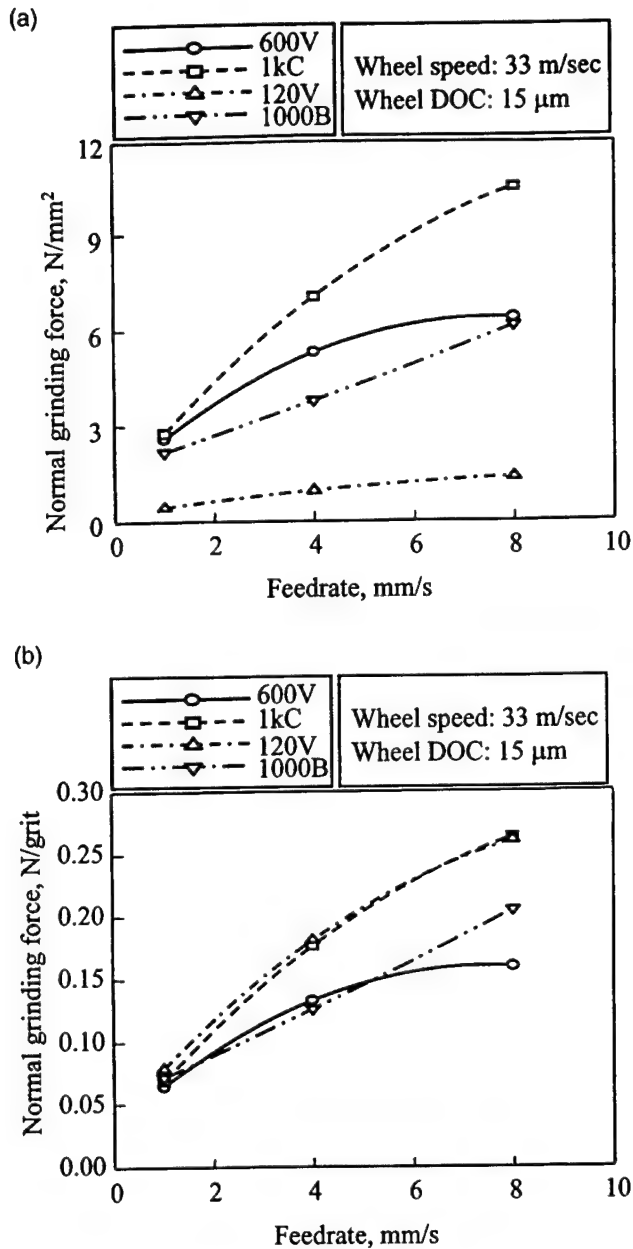 (a)
600V
1kC
120V
1000B
Wheel speed: 33 m/sec
Wheel DOC: 15 μm
12
9
6
3
0
Normal grinding force, N/mm²
0 2 4 6 8 10
Feedrate, mm/s
(b)
600V
1kC
120V
1000B
Wheel speed: 33 m/sec
Wheel DOC: 15 μm
0.30
0.25
0.20
0.15
0.10
0.05
0.00
Normal grinding force, N/grit
0 2 4 6 8 10
Feedrate, mm/s